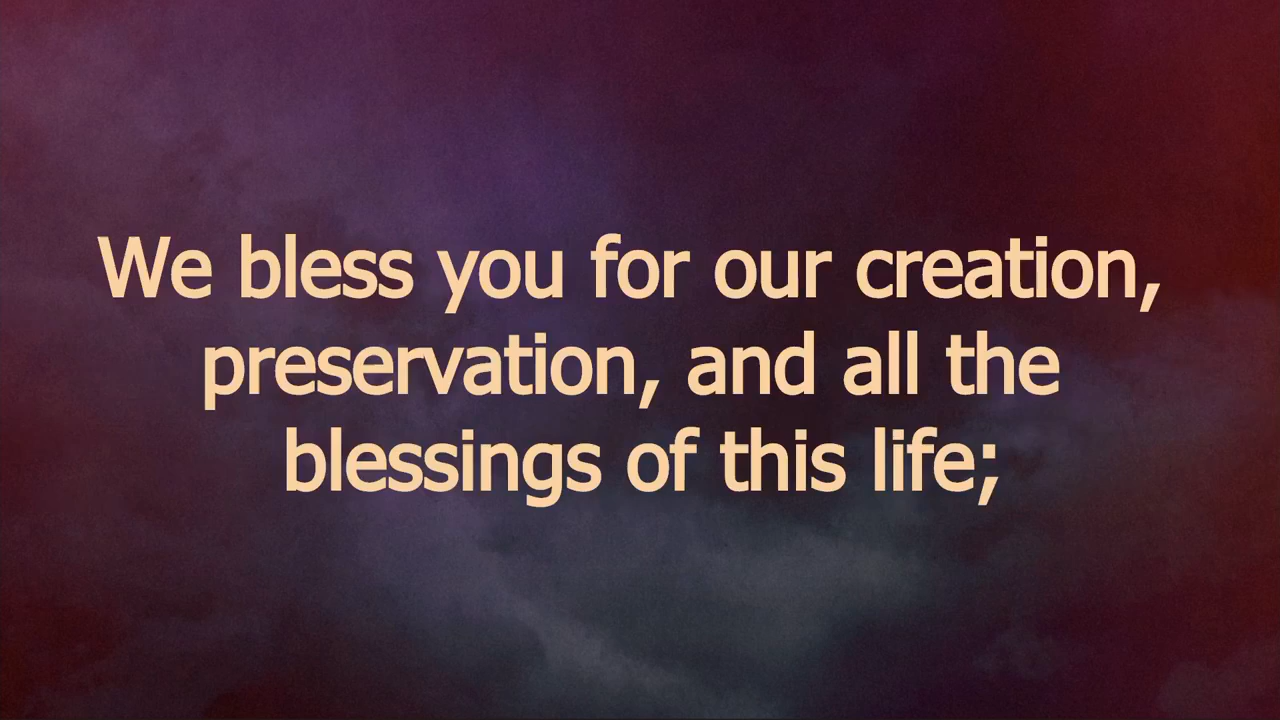 We bless you for our creation,
preservation, and all the
blessings of this life;